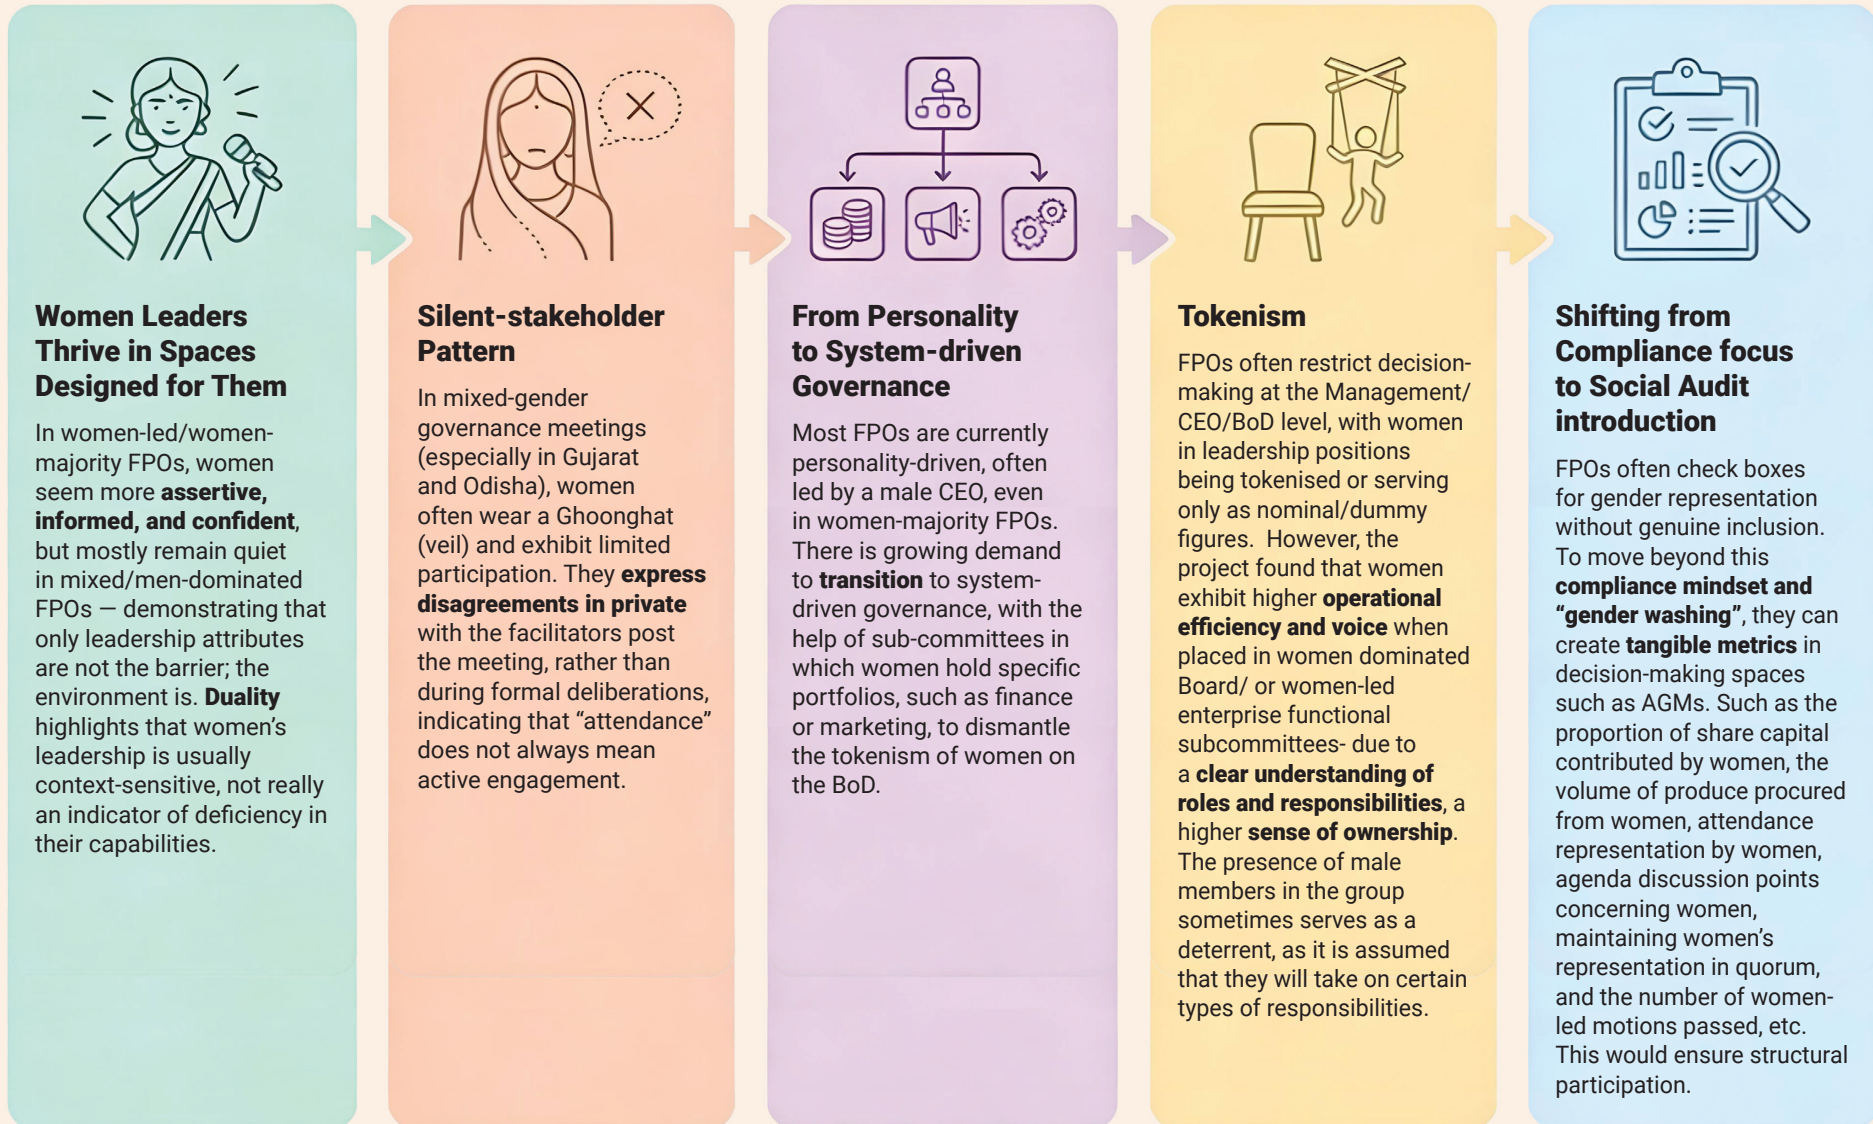 Women Leaders
Thrive in Spaces
Designed for Them
In women-led/women-
majority FPOs, women
seem more assertive,
informed, and confident,
but mostly remain quiet
in mixed/men-dominated
FPOs — demonstrating that
only leadership attributes
are not the barrier; the
environment is. Duality
highlights that women's
leadership is usually
context-sensitive, not really
an indicator of deficiency in
their capabilities.
Silent-stakeholder
Pattern
In mixed-gender
governance meetings
(especially in Gujarat
and Odisha), women
often wear a Ghoonghat
(veil) and exhibit limited
participation. They express
disagreements in private
with the facilitators post
the meeting, rather than
during formal deliberations,
indicating that “attendance”
does not always mean
active engagement.
From Personality
to System-driven
Governance
Most FPOs are currently
personality-driven, often
led by a male CEO, even
in women-majority FPOs.
There is growing demand
to transition to system-
driven governance, with the
help of sub-committees in
which women hold specific
portfolios, such as finance
or marketing, to dismantle
the tokenism of women on
the BoD.
Tokenism
FPOs often restrict decision-
making at the Management/
CEO/BoD level, with women
in leadership positions
being tokenised or serving
only as nominal/dummy
figures. However, the
project found that women
exhibit higher operational
efficiency and voice when
placed in women dominated
Board/ or women-led
enterprise functional
subcommittees- due to
a clear understanding of
roles and responsibilities, a
higher sense of ownership.
The presence of male
members in the group
sometimes serves as a
deterrent, as it is assumed
that they will take on certain
types of responsibilities.
Shifting from
Compliance focus
to Social Audit
introduction
FPOs often check boxes
for gender representation
without genuine inclusion.
To move beyond this
compliance mindset and
“gender washing”, they can
create tangible metrics in
decision-making spaces
such as AGMs. Such as the
proportion of share capital
contributed by women, the
volume of produce procured
from women, attendance
representation by women,
agenda discussion points
concerning women,
maintaining women's
representation in quorum,
and the number of women-
led motions passed, etc.
This would ensure structural
participation.